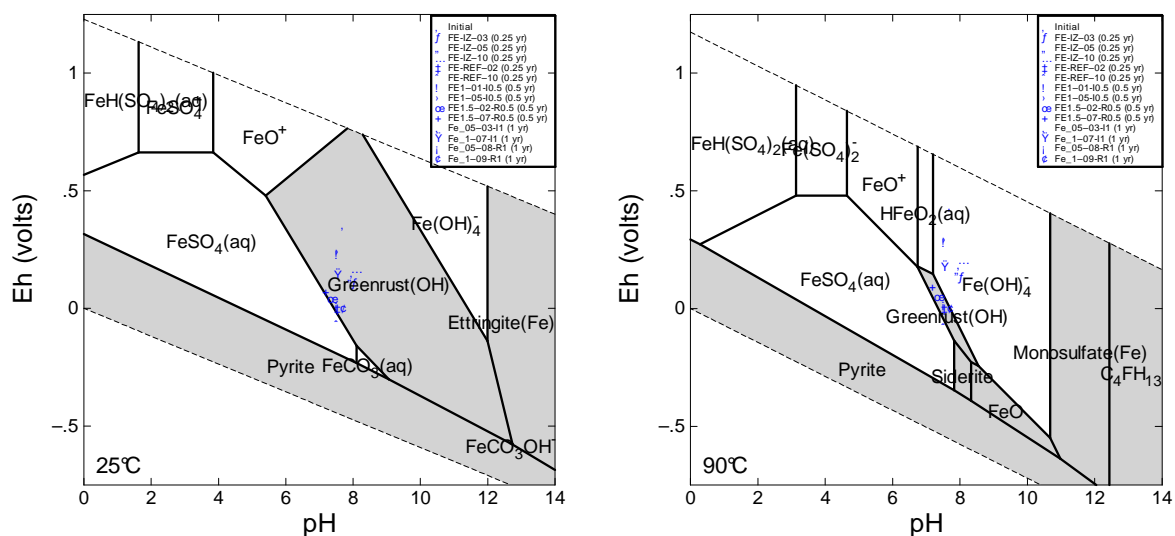 1
.5
0
–.5
Eh (volts)
0 2 4 6 8 10 12 14
pH
25°C
FeH(SO4)2(aq)
FeSO4+
FeO+
FeSO4(aq)
Fe(OH)4-
Greenrust(OH)
Ettringite(Fe)
FeCO3(aq)
Pyrite
FeCO3OH-
Initial
FE-IZ–03 (0.25 yr)
FE-IZ–05 (0.25 yr)
FE-IZ–10 (0.25 yr)
FE-REF–02 (0.25 yr)
FE-REF–10 (0.25 yr)
FE1–01-I0.5 (0.5 yr)
FE1–05-I0.5 (0.5 yr)
FE1.5–02-R0.5 (0.5 yr)
FE1.5–07-R0.5 (0.5 yr)
Fe_05–03-I1 (1 yr)
Fe_1–07-I1 (1 yr)
Fe_05–08-R1 (1 yr)
Fe_1–09-R1 (1 yr)
1
.5
0
–.5
Eh (volts)
0 2 4 6 8 10 12 14
pH
90°C
FeH(SO4)2(aq)
Fe(SO4)2-
FeO+
HFeO2(aq)
FeSO4(aq)
Fe(OH)4-
Greenrust(OH)
Monosulfate(Fe)
C4FH13
Pyrite
Siderite
FeO
Initial
FE-IZ–03 (0.25 yr)
FE-IZ–05 (0.25 yr)
FE-IZ–10 (0.25 yr)
FE-REF–02 (0.25 yr)
FE-REF–10 (0.25 yr)
FE1–01-I0.5 (0.5 yr)
FE1–05-I0.5 (0.5 yr)
FE1.5–02-R0.5 (0.5 yr)
FE1.5–07-R0.5 (0.5 yr)
Fe_05–03-I1 (1 yr)
Fe_1–07-I1 (1 yr)
Fe_05–08-R1 (1 yr)
Fe_1–09-R1 (1 yr)